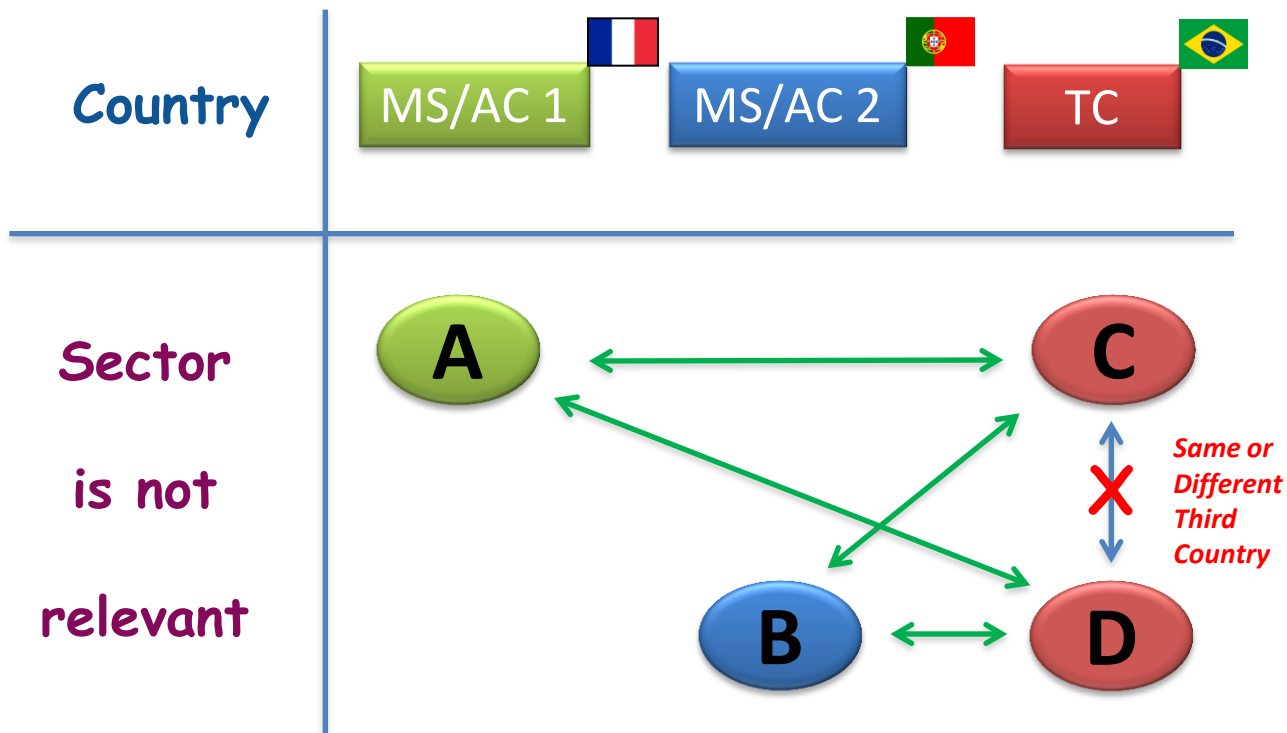 Country
MS/AC 1
MS/AC 2
TC
Sector
is not
relevant
A
C
Same or
Different
Third
Country
B
D